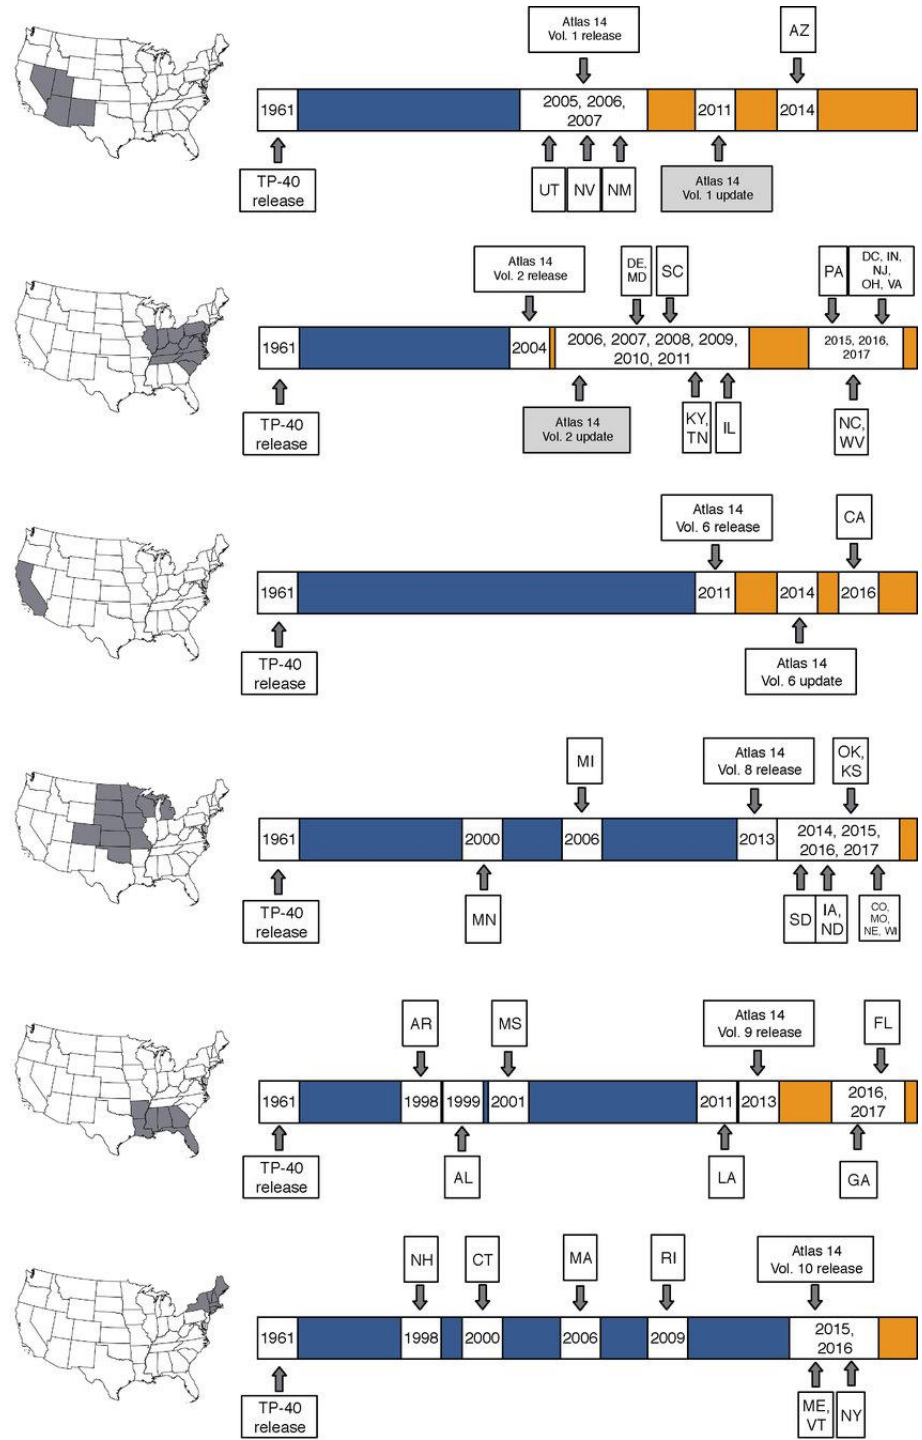 Atlas 14
Vol. 1 release
AZ
1961
2005, 2006,
2007
2011
2014
TP-40
release
UT
NV
NM
Atlas 14
Vol. 1 update
Atlas 14
Vol. 2 release
DE,
MD
SC
PA
DC, IN,
NJ,
OH, VA
1961
2004
2006, 2007, 2008, 2009,
2010, 2011
2015, 2016,
2017
TP-40
release
Atlas 14
Vol. 2 update
KY,
TN
IL
NC,
WV
Atlas 14
Vol. 6 release
CA
1961
2011
2014
2016
TP-40
release
Atlas 14
Vol. 6 update
MI
Atlas 14
Vol. 8 release
OK,
KS
1961
2000
2006
2013
2014, 2015,
2016, 2017
TP-40
release
MN
SD
IA,
ND
CO,
MO,
NE, WI
AR
MS
Atlas 14
Vol. 9 release
FL
1961
1998
1999
2001
2011
2013
2016,
2017
TP-40
release
AL
LA
GA
NH
CT
MA
RI
Atlas 14
Vol. 10 release
1961
1998
2000
2006
2009
2015,
2016
TP-40
release
ME,
VT
NY